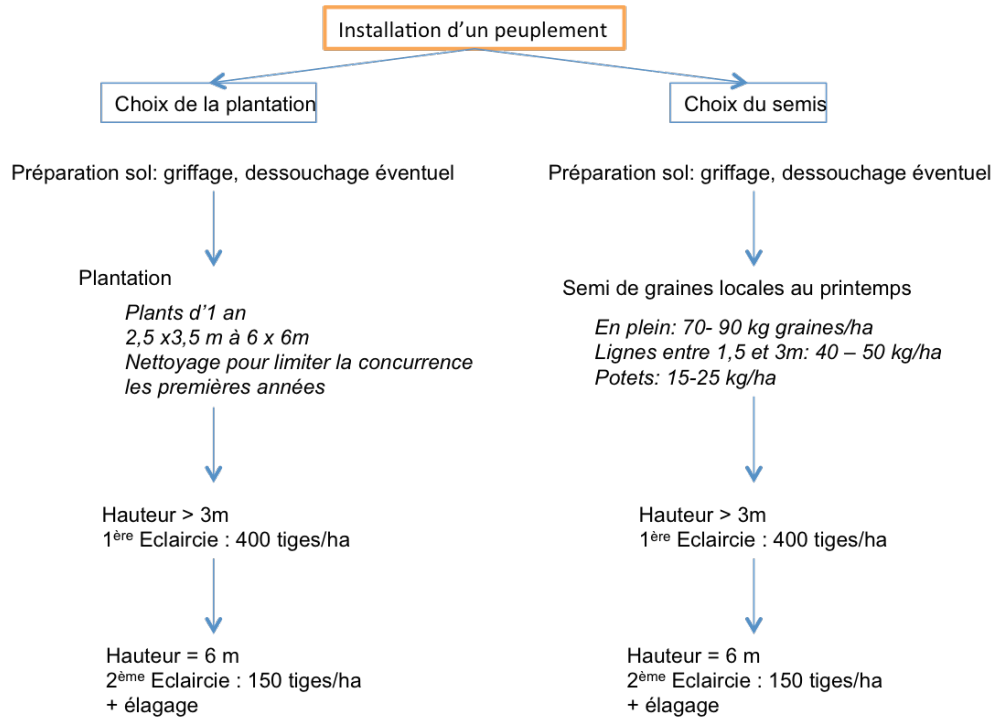 Installation d'un peuplement
Choix de la plantation
Préparation sol: griffage, dessouchage éventuel
Plantation
Plants d'1 an
2,5 x3,5 m à 6 x 6m
Nettoyage pour limiter la concurrence
les premières années
Hauteur > 3m
1ère Eclaircie : 400 tiges/ha
Hauteur = 6 m
2ème Eclaircie : 150 tiges/ha
+ élagage
Choix du semis
Préparation sol: griffage, dessouchage éventuel
Semi de graines locales au printemps
En plein: 70- 90 kg graines/ha
Lignes entre 1,5 et 3m: 40 – 50 kg/ha
Potets: 15-25 kg/ha
Hauteur > 3m
1ère Eclaircie : 400 tiges/ha
Hauteur = 6 m
2ème Eclaircie : 150 tiges/ha
+ élagage